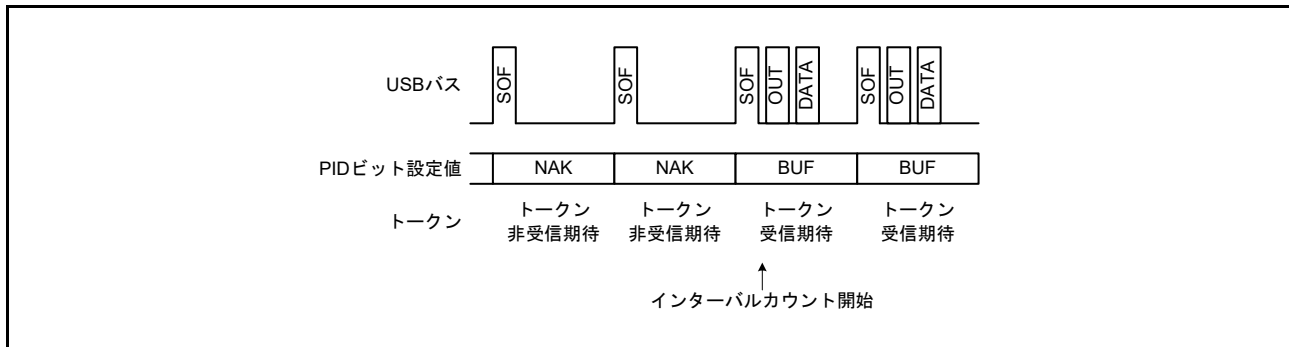 USBバス
SOF
SOF
SOF
OUT
DATA
SOF
OUT
DATA
PIDビット設定値
NAK
NAK
BUF
BUF
トークン
トークン
非受信期待
トークン
非受信期待
トークン
受信期待
トークン
受信期待
インターバルカウント開始